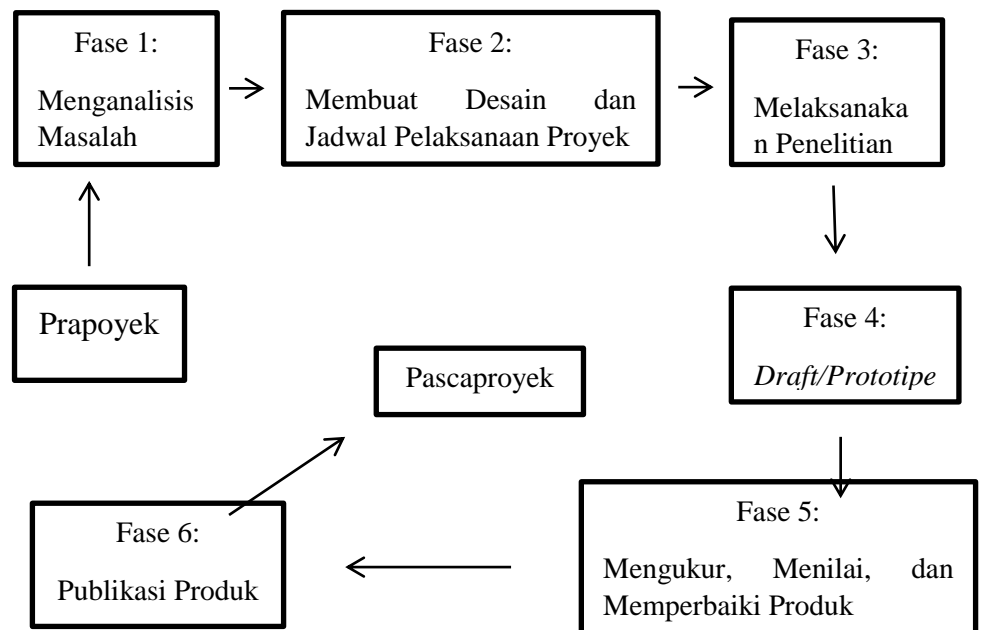 Fase 1:
Menganalisis
Masalah
Fase 2:
Membuat Desain dan
Jadwal Pelaksanaan Proyek
Fase 3:
Melaksanaka
n Penelitian
Prapoyek
Fase 4:
Draft/Prototipe
Pascaproyek
Fase 6:
Publikasi Produk
Fase 5:
Mengukur, Menilai, dan
Memperbaiki Produk